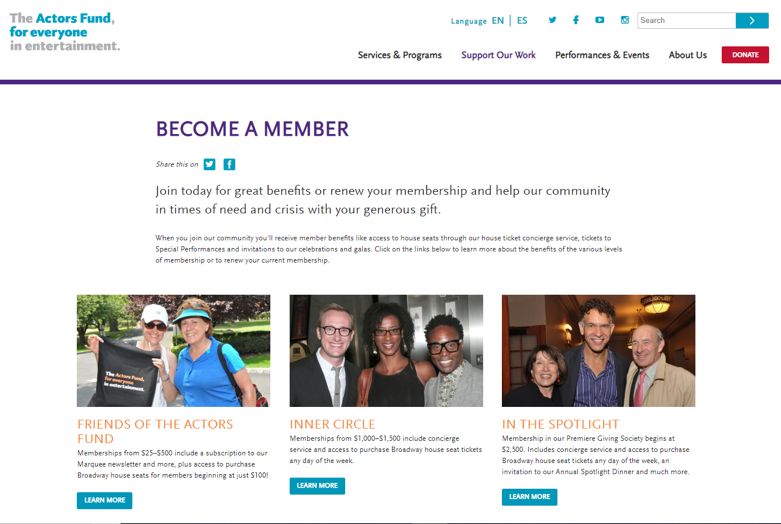 The Actors Fund,
for everyone
in entertainment.
Language EN | ES
Search
Services & Programs Support Our Work Performances & Events About Us DONATE
BECOME A MEMBER
Share this on
Join today for great benefits or renew your membership and help our community
in times of need and crisis with your generous gift.
When you join our community you'll receive member benefits like access to house seats through our house ticket concierge service, tickets to
Special Performances and invitations to our celebrations and galas. Click on the links below to learn more about the benefits of the various levels
of membership or to renew your current membership.
The Actors Fund,
for everyone
in entertainment.
FRIENDS OF THE ACTORS
FUND
Memberships from $25–$500 include a subscription to our
Marquee newsletter and more, plus access to purchase
Broadway house seats for members beginning at just $100!
LEARN MORE
INNER CIRCLE
Memberships from $1,000–$1,500 include concierge
service and access to purchase Broadway house seat tickets
any day of the week.
LEARN MORE
IN THE SPOTLIGHT
Membership in our Premiere Giving Society begins at
$2,500. Includes concierge service and access to purchase
Broadway house seat tickets any day of the week, an
invitation to our Annual Spotlight Dinner and much more.
LEARN MORE